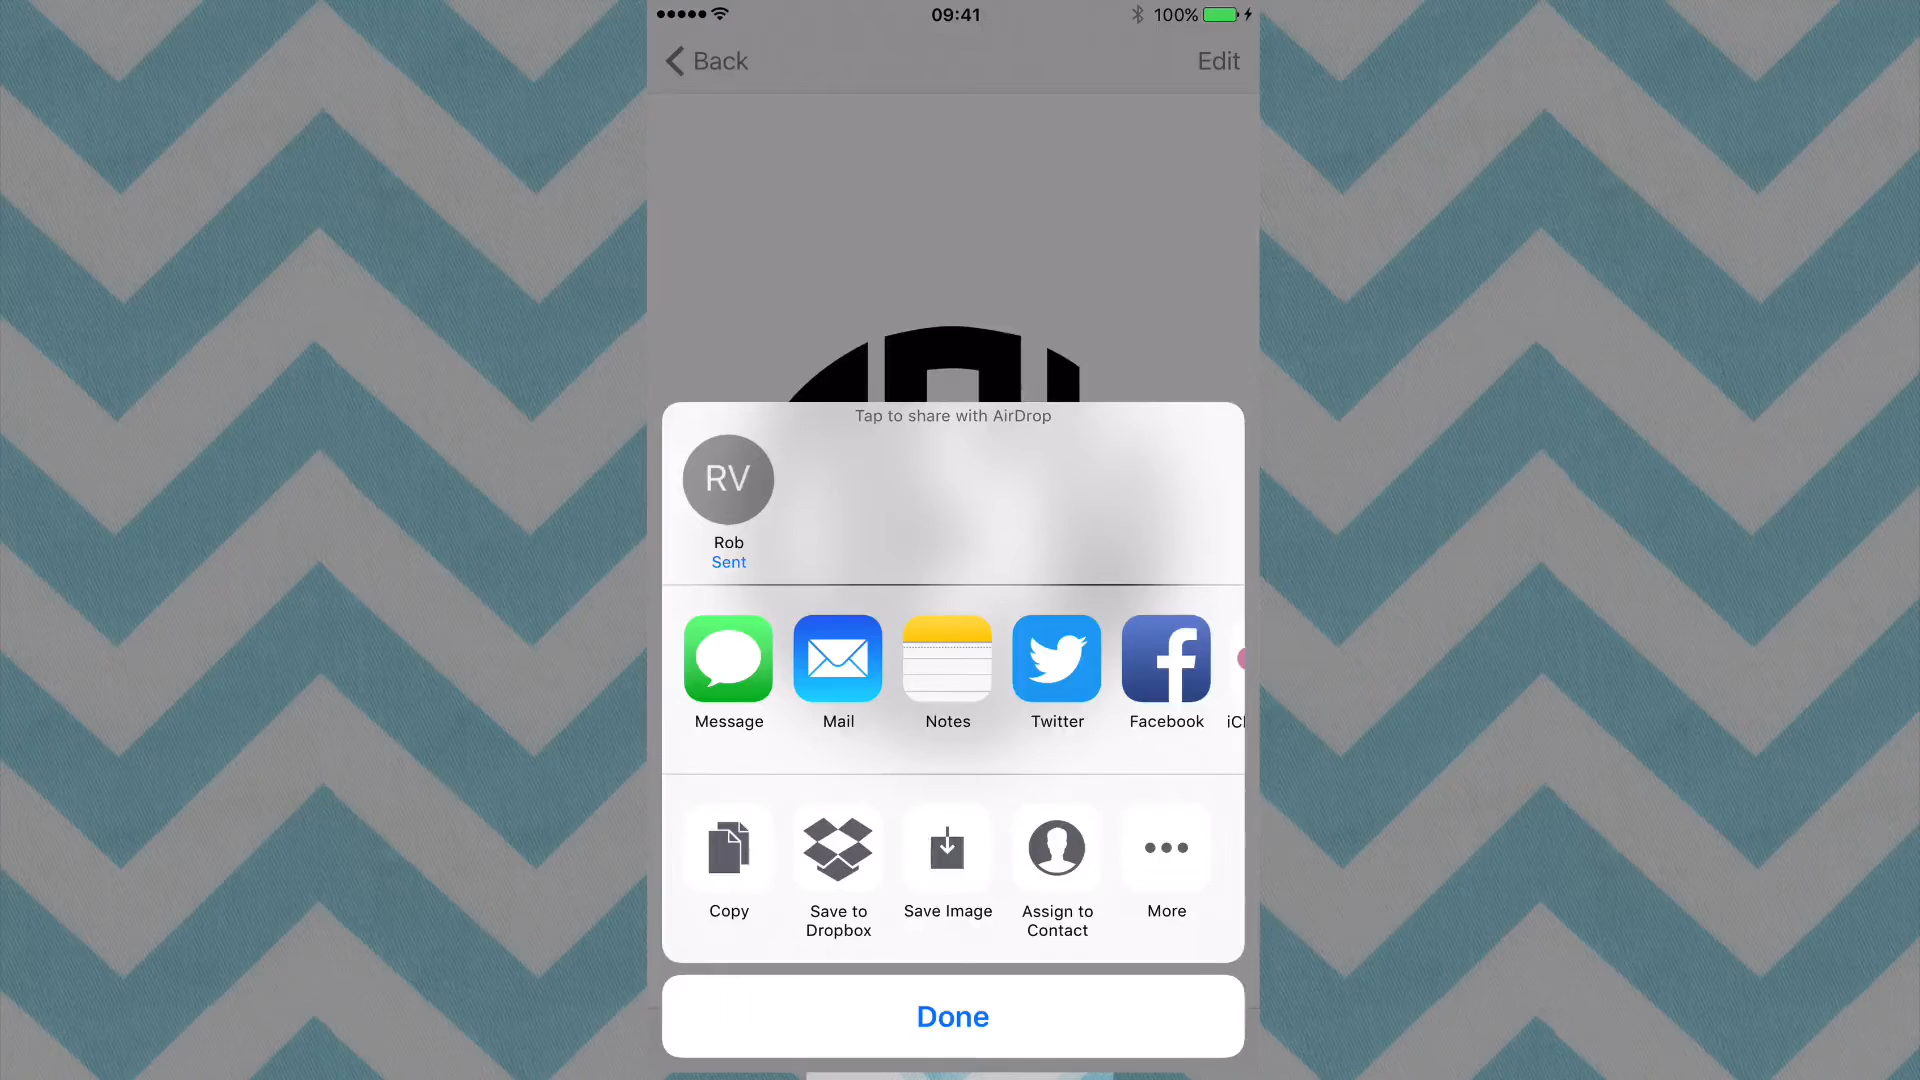 09:41
100%
Back
Edit
Tap to share with AirDrop
RV
Rob
Sent
Message
Mail
Notes
Twitter
Facebook
iCl
Copy
Save to
Dropbox
Save Image
Assign to
Contact
More
Done